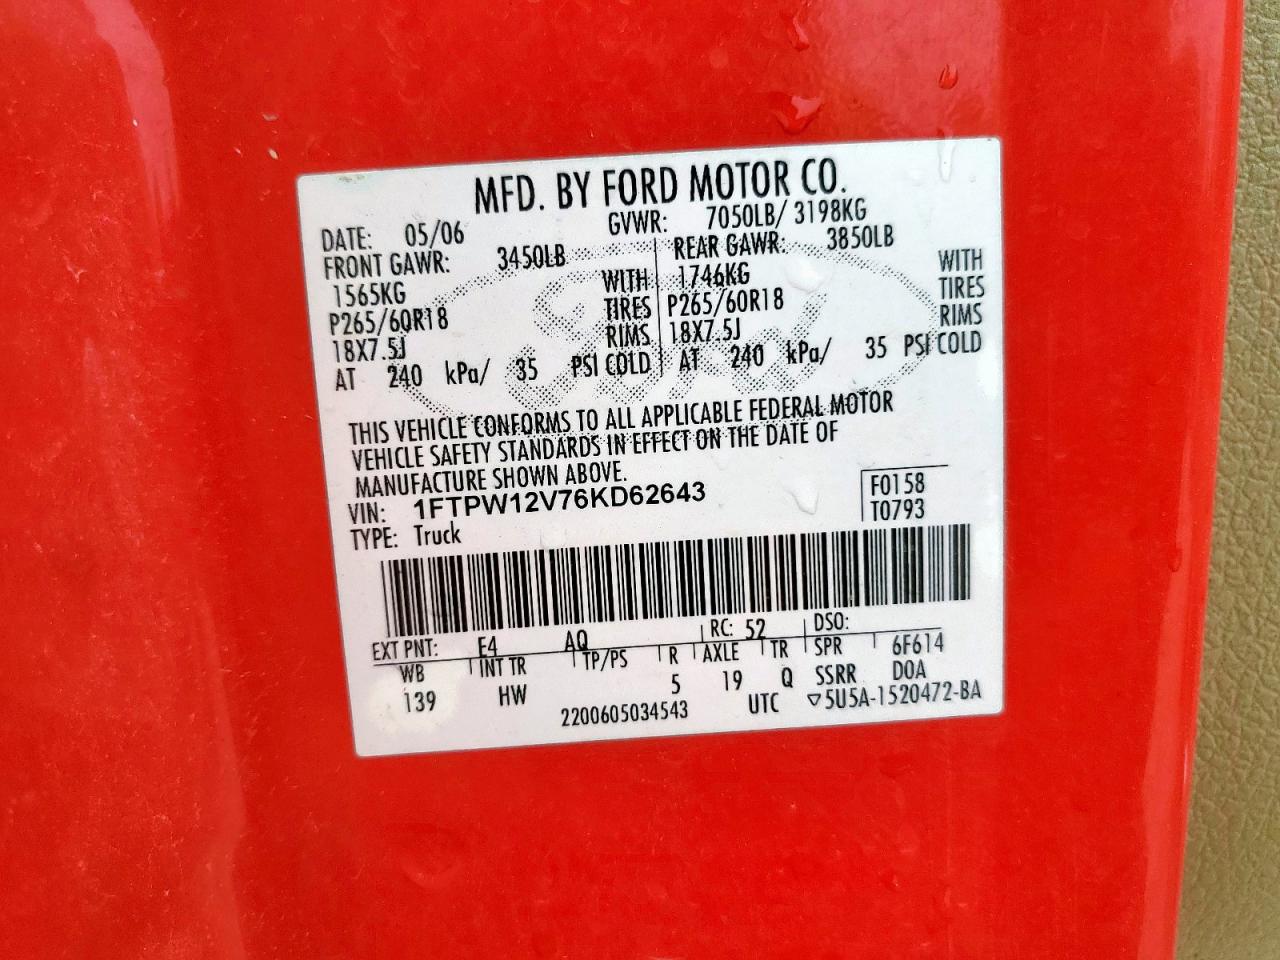 MFD. BY FORD MOTOR CO.
DATE: 05/06 GVWR: 7050LB/ 3198KG
FRONT GAWR: 3450LB REAR GAWR: 3850LB
1565KG WITH 1746KG WITH
P265/60R18 TIRES P265/60R18 TIRES
18X7.5J RIMS 18X7.5J RIMS
AT 240 kPa/ 35 PSI COLD AT 240 kPa/ 35 PSI COLD
THIS VEHICLE CONFORMS TO ALL APPLICABLE FEDERAL MOTOR
VEHICLE SAFETY STANDARDS IN EFFECT ON THE DATE OF
MANUFACTURE SHOWN ABOVE.
VIN: 1FTPW12V76KD62643 F0158
TYPE: Truck T0793
EXT PNT: E4 AQ RC: 52 DSO:
WB INT TR TP/PS R AXLE TR SPR 6F614
139 HW 5 19 Q SSRR DOA
2200605034543 UTC ▽5U5A-1520472-BA